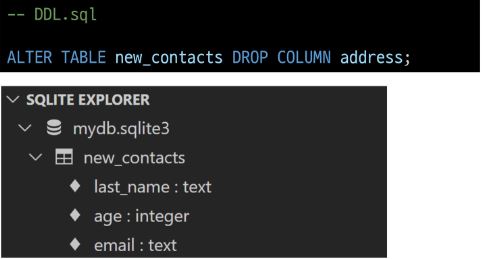 -- DDL.sql
ALTER TABLE new_contacts DROP COLUMN address;
SQLITE EXPLORER
mydb.sqlite3
new_contacts
last_name : text
age : integer
email : text